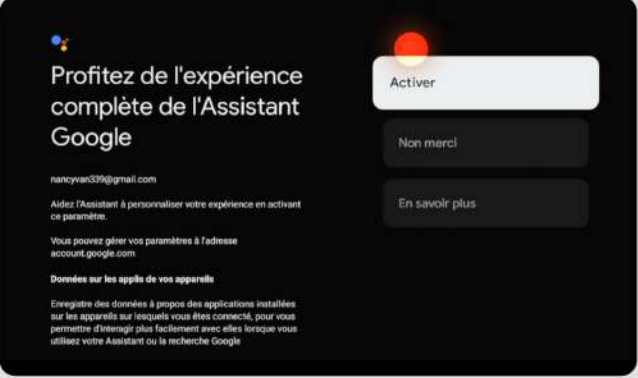 Profitez de l'expérience
complète de l'Assistant
Google
nancyvan339@gmail.com
Aidez l'Assistant à personnaliser votre expérience en activant
ce paramètre.
Vous pouvez gérer vos paramètres à l'adresse
account.google.com
Données sur les applis de vos appareils
Enregistre des données à propos des applications installées
sur les appareils sur lesquels vous êtes connecté, pour vous
permettre d'interagir plus facilement avec elles lorsque vous
utilisez votre Assistant ou la recherche Google
Activer
Non merci
En savoir plus